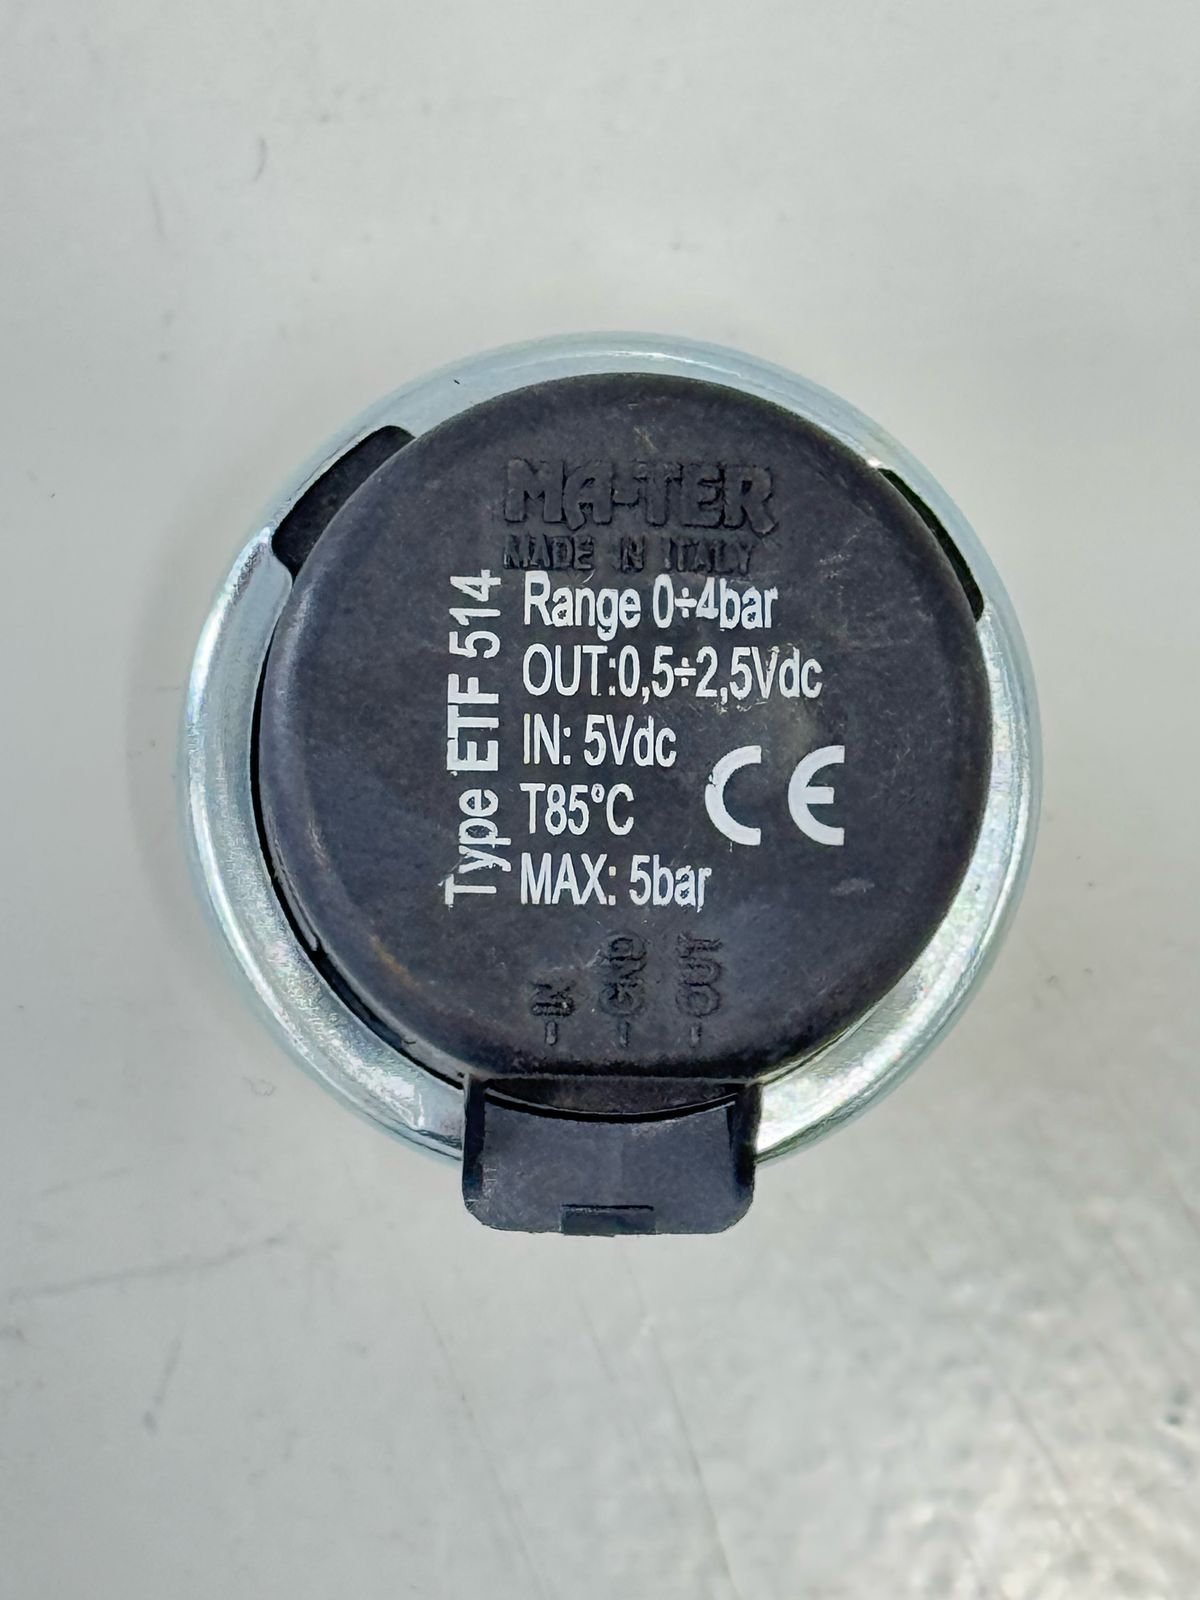 MA-TER
MADE IN ITALY
Type ETF 514
Range 0÷4bar
OUT:0,5÷2,5Vdc
IN: 5Vdc
T85°C
MAX: 5bar
CE
-IN
-GND
-OUT